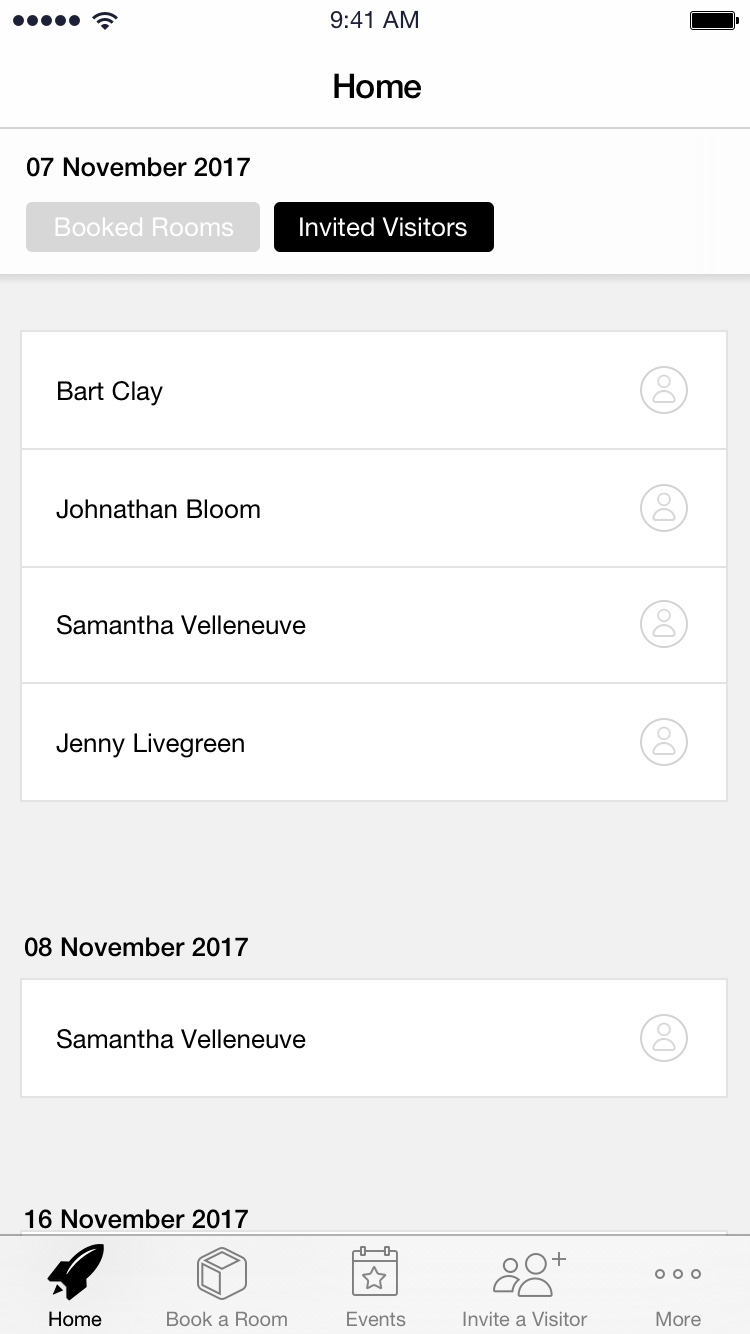 9:41 AM
Home
07 November 2017
Booked Rooms Invited Visitors
Bart Clay
Johnathan Bloom
Samantha Velleneuve
Jenny Livegreen
08 November 2017
Samantha Velleneuve
16 November 2017
Home Book a Room Events Invite a Visitor More